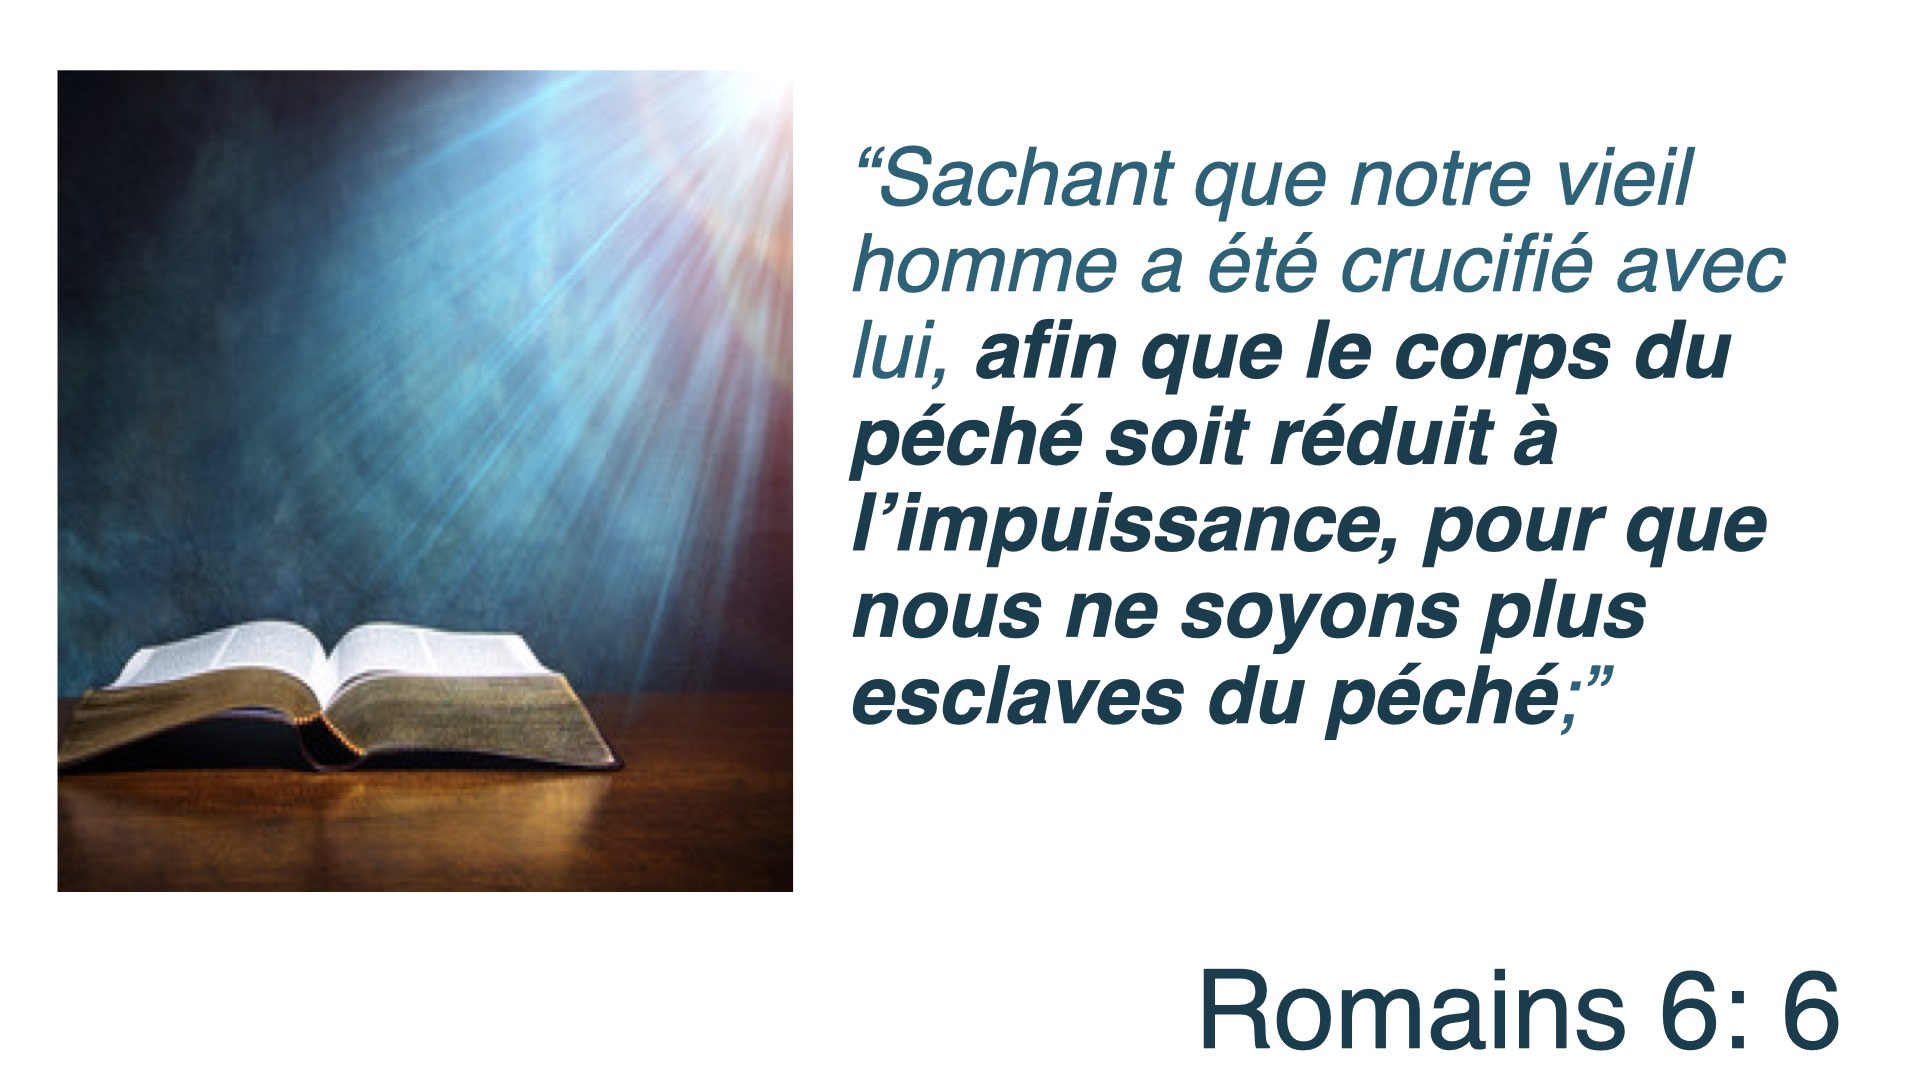 “Sachant que notre vieil
homme a été crucifié avec
lui, afin que le corps du
péché soit réduit à
l’impuissance, pour que
nous ne soyons plus
esclaves du péché;”
Romains 6: 6